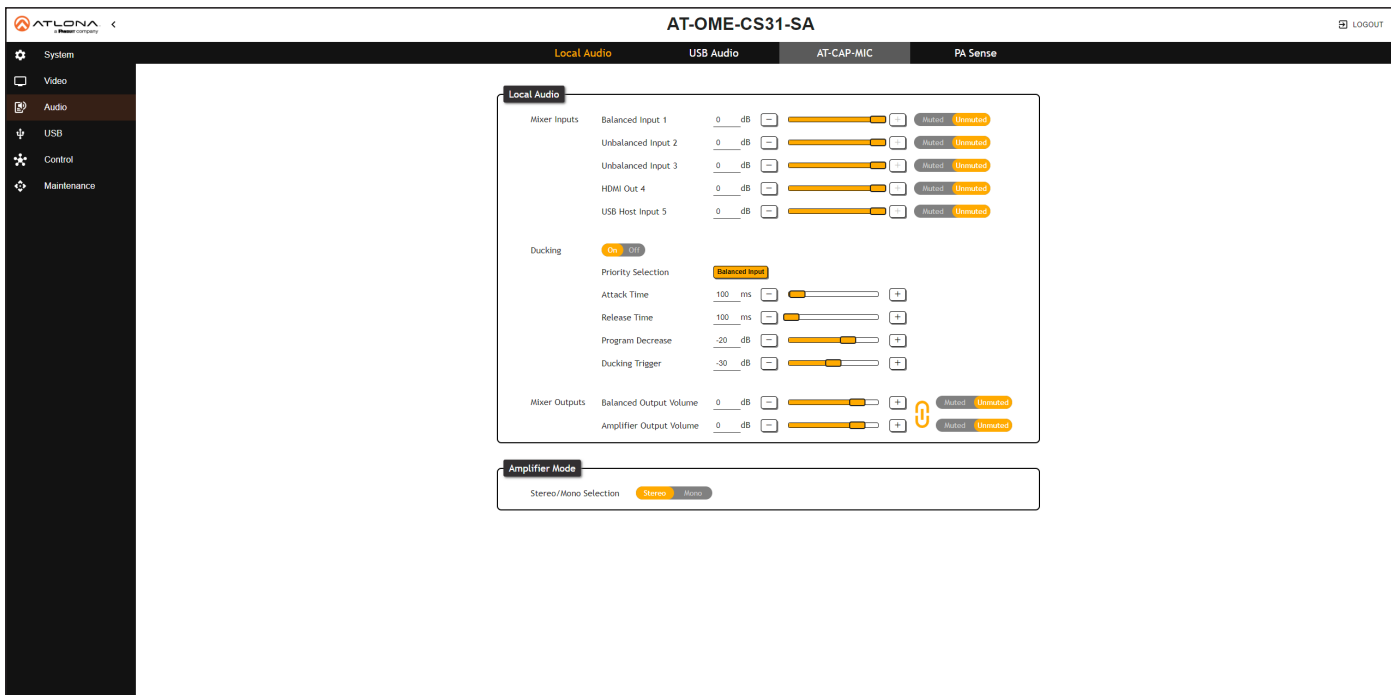 ATLONA
a PANDUIT company
AT-OME-CS31-SA
LOGOUT
System
Video
Audio
USB
Control
Maintenance
Local Audio USB Audio AT-CAP-MIC PA Sense
Local Audio
Mixer Inputs Balanced Input 1 0 dB − + Muted Unmuted
Unbalanced Input 2 0 dB − + Muted Unmuted
Unbalanced Input 3 0 dB − + Muted Unmuted
HDMI Out 4 0 dB − + Muted Unmuted
USB Host Input 5 0 dB − + Muted Unmuted
Ducking On Off
Priority Selection Balanced Input
Attack Time 100 ms − +
Release Time 100 ms − +
Program Decrease -20 dB − +
Ducking Trigger -30 dB − +
Mixer Outputs Balanced Output Volume 0 dB − + Muted Unmuted
Amplifier Output Volume 0 dB − + Muted Unmuted
Amplifier Mode
Stereo/Mono Selection Stereo Mono